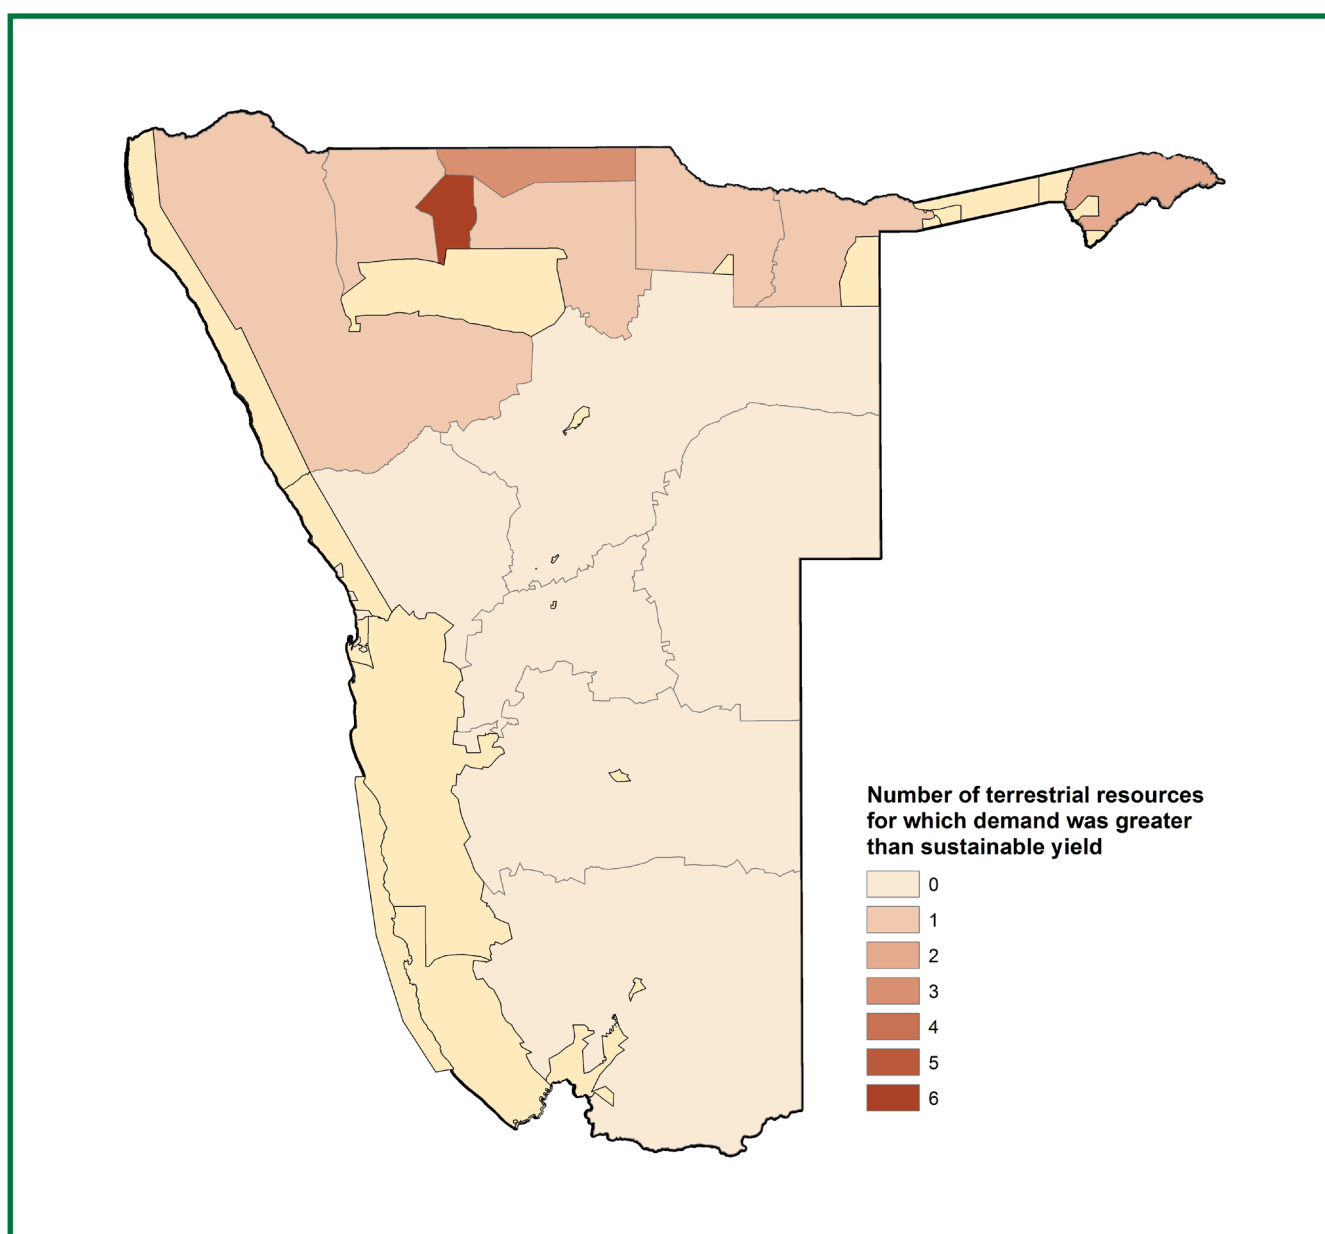 Number of terrestrial resources
for which demand was greater
than sustainable yield
0
1
2
3
4
5
6